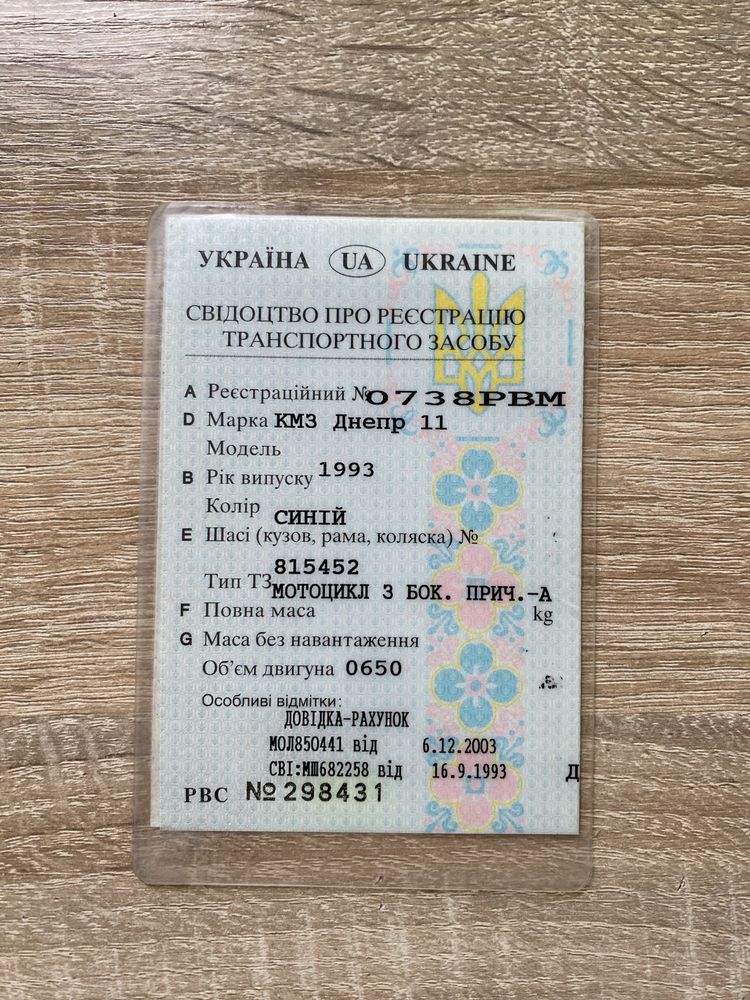 УКРАЇНА UA UKRAINE
СВІДОЦТВО ПРО РЕЄСТРАЦІЮ
ТРАНСПОРТНОГО ЗАСОБУ
A Реєстраційний № 0738РВМ
D Марка КМЗ Днепр 11
Модель
B Рік випуску 1993
Колір СИНІЙ
E Шасі (кузов, рама, коляска) №
815452
Тип ТЗ МОТОЦИКЛ З БОК. ПРИЧ.-А
F Повна маса kg
G Маса без навантаження
Об’єм двигуна 0650
Особливі відмітки:
ДОВІДКА-РАХУНОК
МОЛ850441 від 6.12.2003
СВІ:МШ682258 від 16.9.1993 Д
РВС №298431